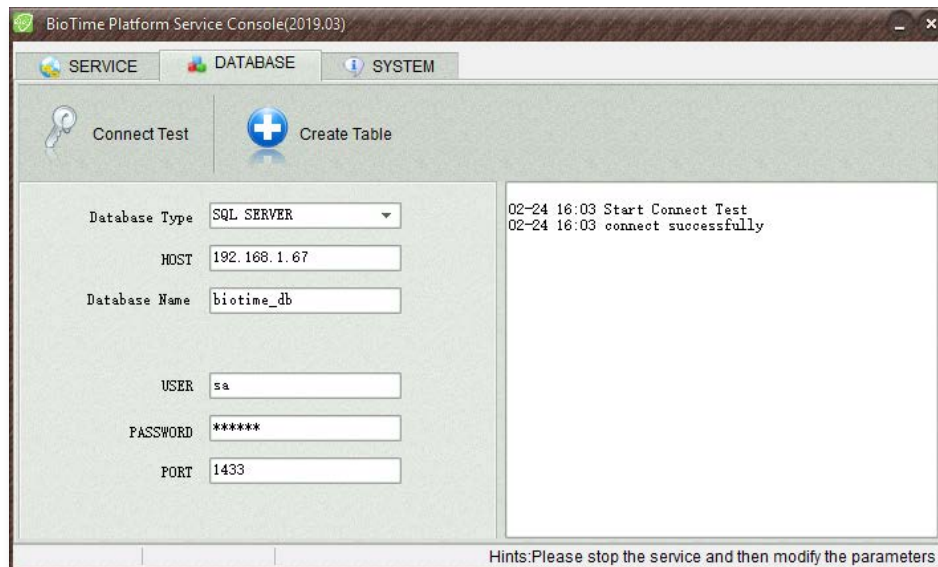 BioTime Platform Service Console(2019.03)
SERVICE DATABASE SYSTEM
Connect Test Create Table
Database Type SQL SERVER
HOST 192.168.1.67
Database Name biotime_db
USER sa
PASSWORD ******
PORT 1433
02-24 16:03 Start Connect Test
02-24 16:03 connect successfully
Hints:Please stop the service and then modify the parameters